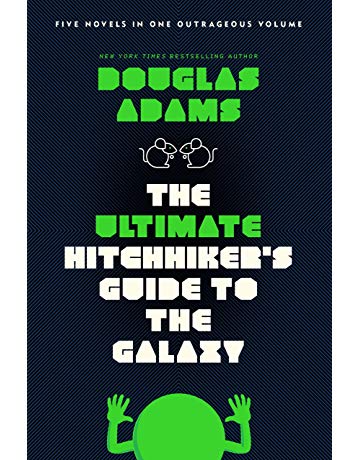 FIVE NOVELS IN ONE OUTRAGEOUS VOLUME
NEW YORK TIMES BESTSELLING AUTHOR
DOUGLAS
ADAMS
THE
ULTIMATE
HITCHHIKER'S
GUIDE TO
THE
GALAXY